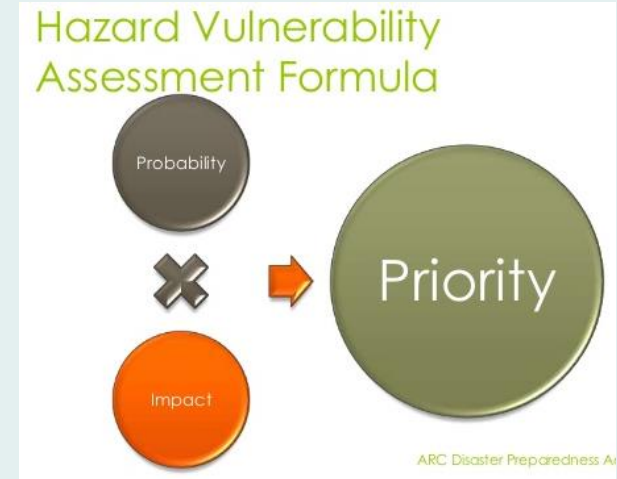 Hazard Vulnerability
Assessment Formula
Probability
Impact
Priority
ARC Disaster Preparedness